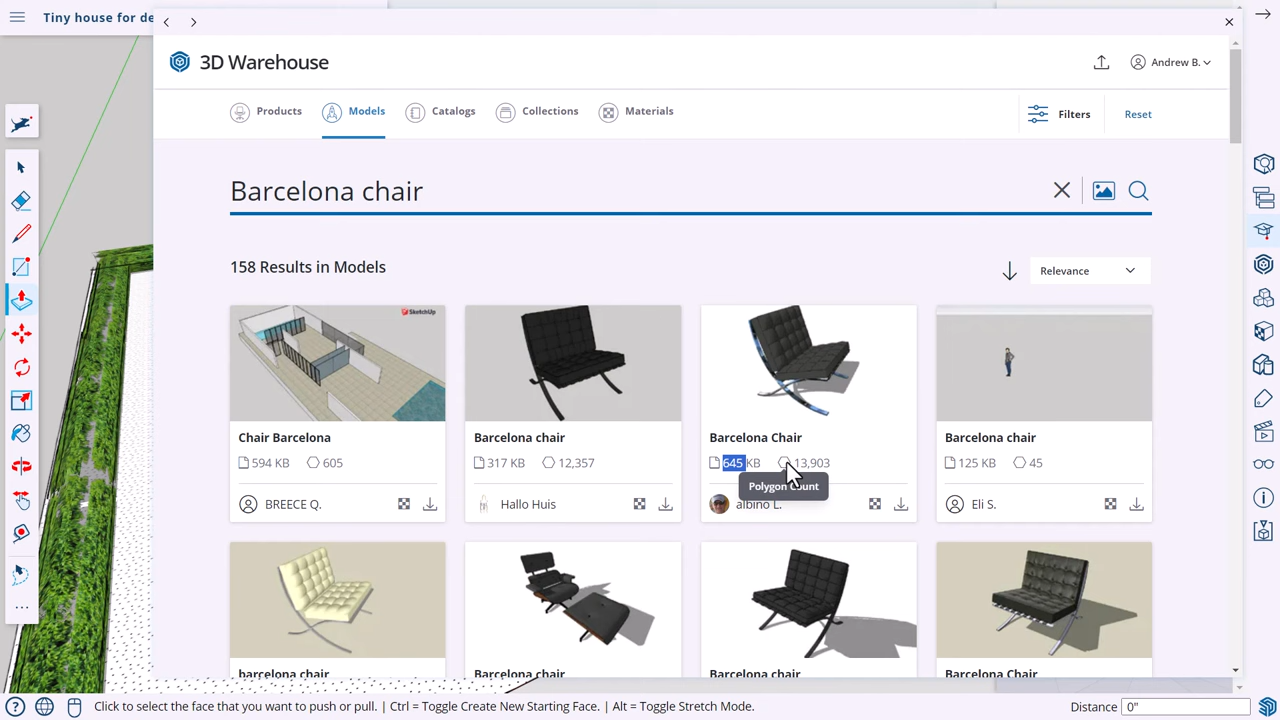 Tiny house for de
3D Warehouse
Andrew B.
Products
Models
Catalogs
Collections
Materials
Filters
Reset
Barcelona chair
158 Results in Models
Relevance
SketchUp
Chair Barcelona
594 KB 605
BREECE Q.
Barcelona chair
317 KB 12,357
Hallo Huis
Barcelona Chair
645 KB 13,903
Polygon Count
albino L.
Barcelona chair
125 KB 45
Eli S.
barcelona chair
Barcelona chair
Barcelona chair
Barcelona Chair
Click to select the face that you want to push or pull. | Ctrl = Toggle Create New Starting Face. | Alt = Toggle Stretch Mode.
Distance 0"